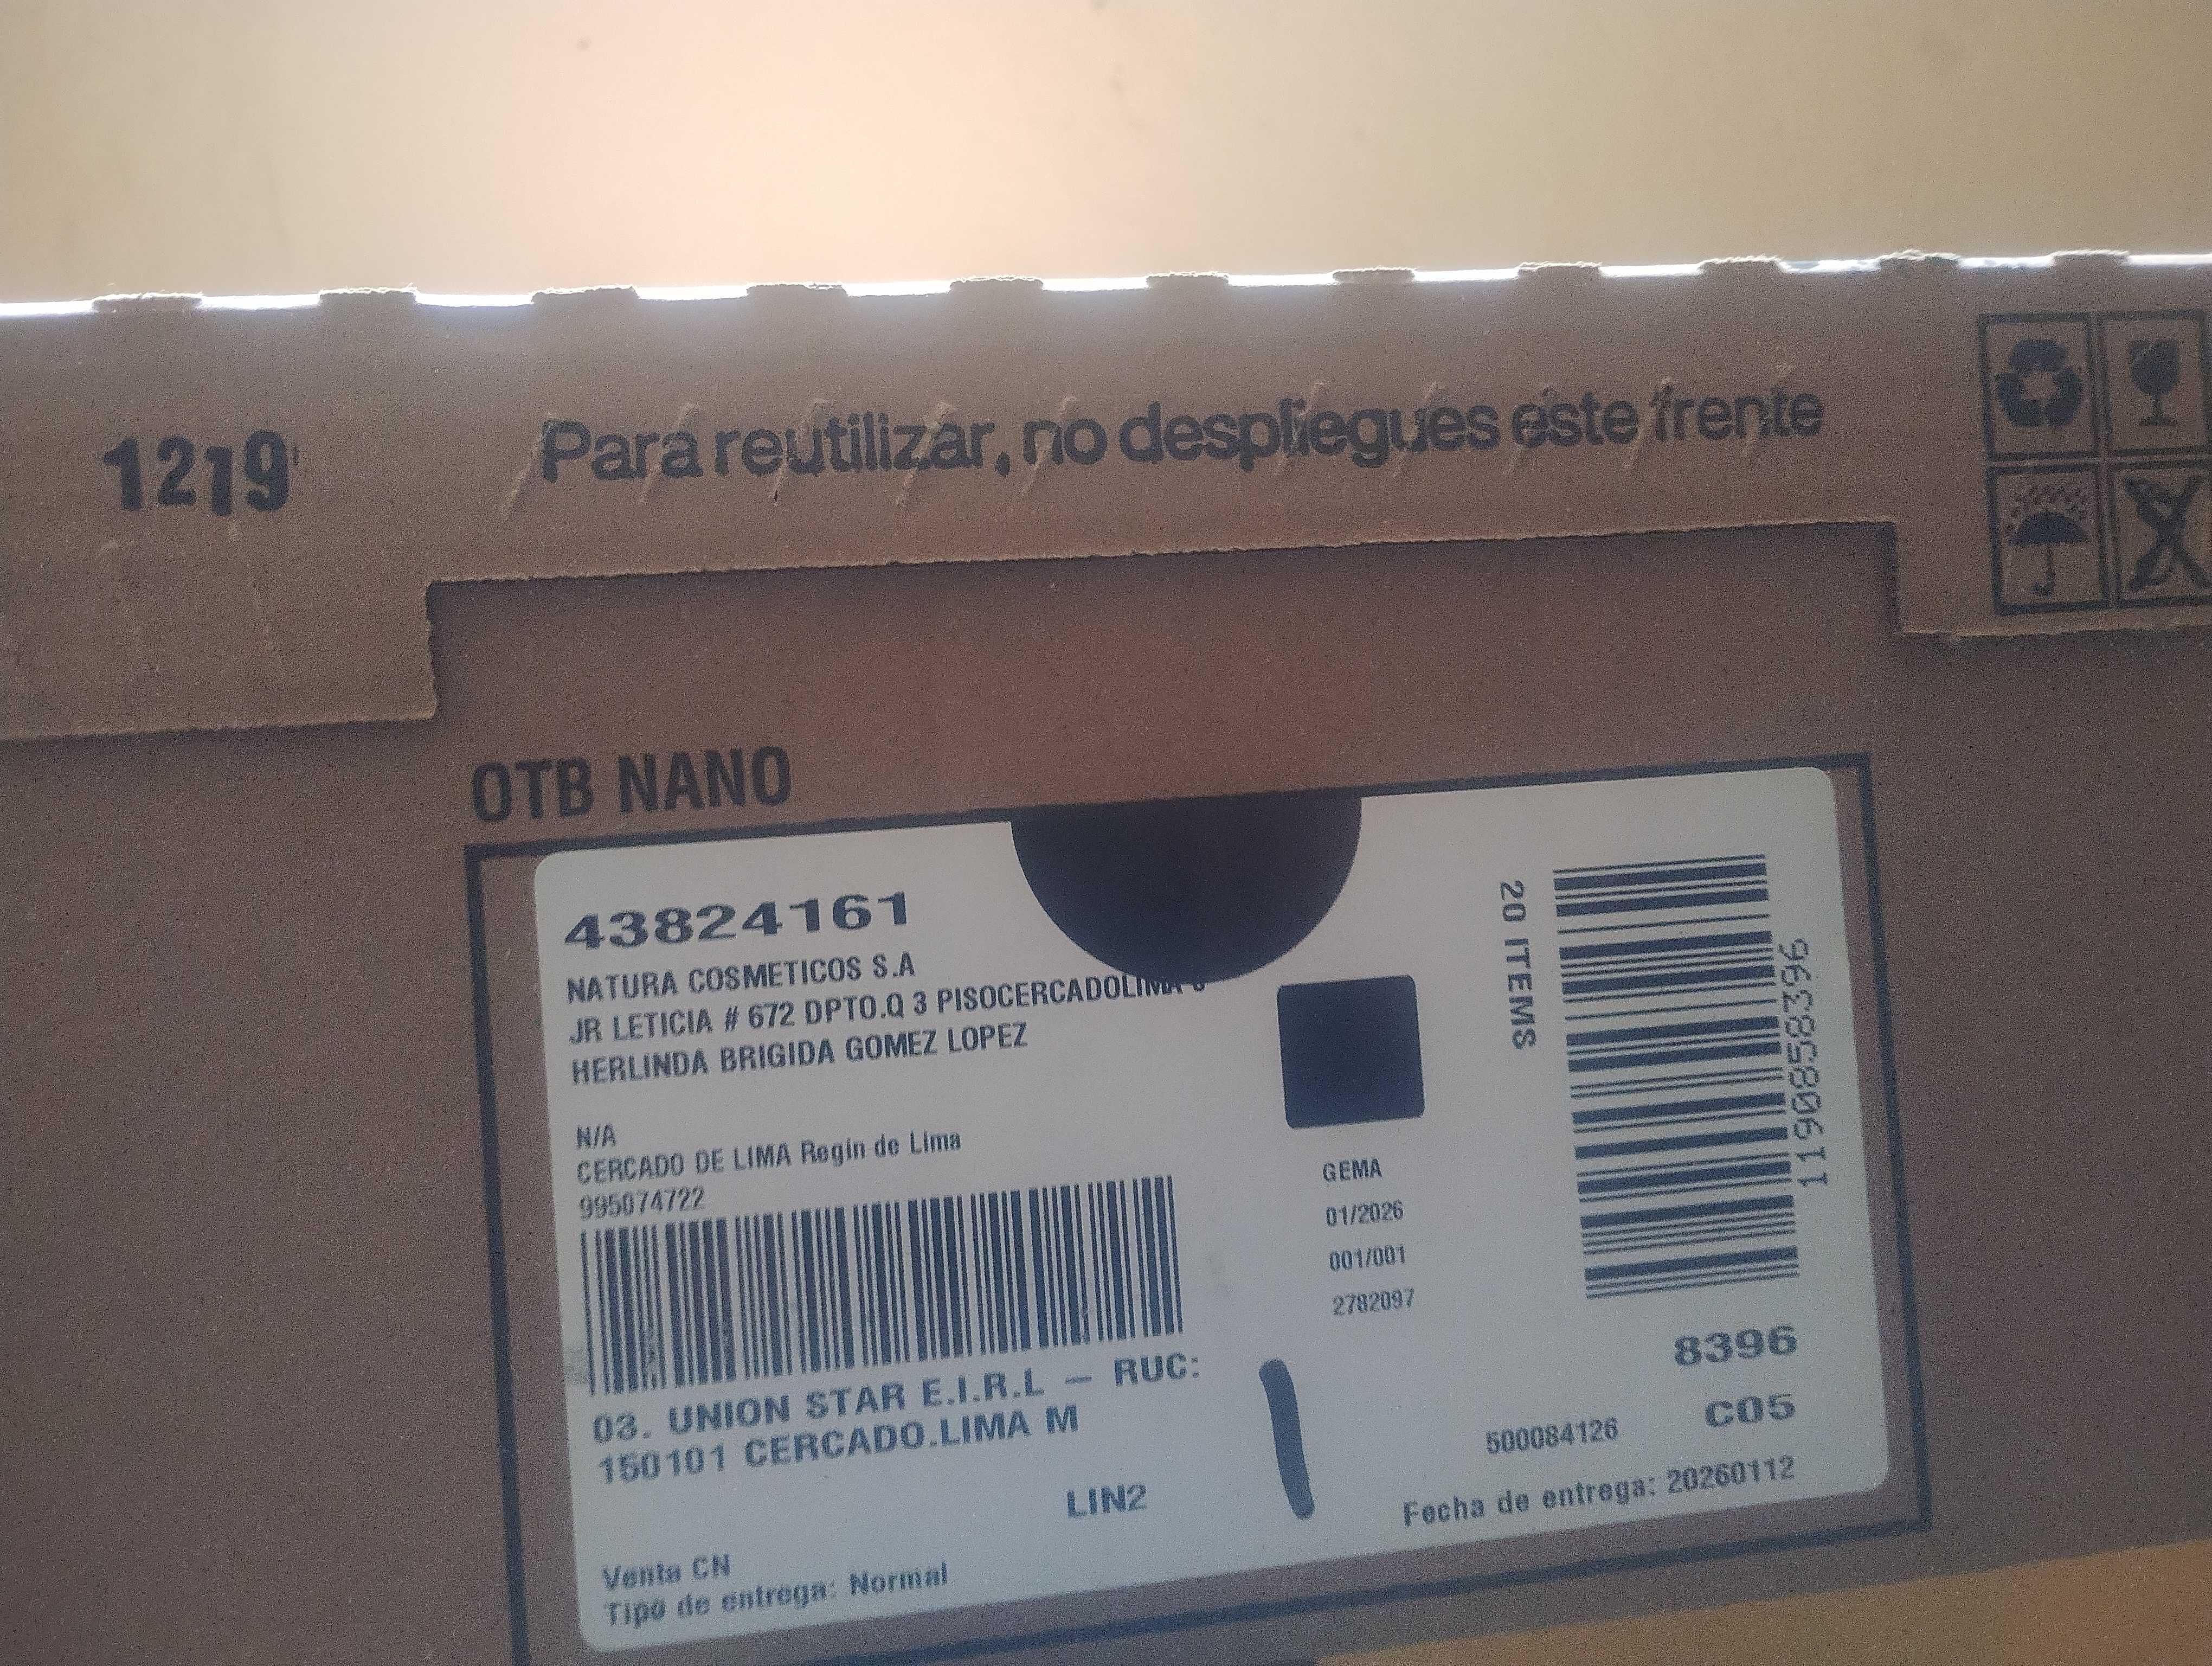 1219
Para reutilizar, no despliegues este frente
OTB NANO
43824161
NATURA COSMETICOS S.A
JR LETICIA # 672 DPTO.Q 3 PISOCERCADOLIMA
HERLINDA BRIGIDA GOMEZ LOPEZ
N/A
CERCADO DE LIMA Regin de Lima
995074722
03. UNION STAR E.I.R.L – RUC:
150101 CERCADO.LIMA M
LIN2
Venta CN
Tipo de entrega: Normal
GEMA
01/2026
001/001
2782097
20 ITEMS
1190858396
8396
C05
500084126
Fecha de entrega: 20260112